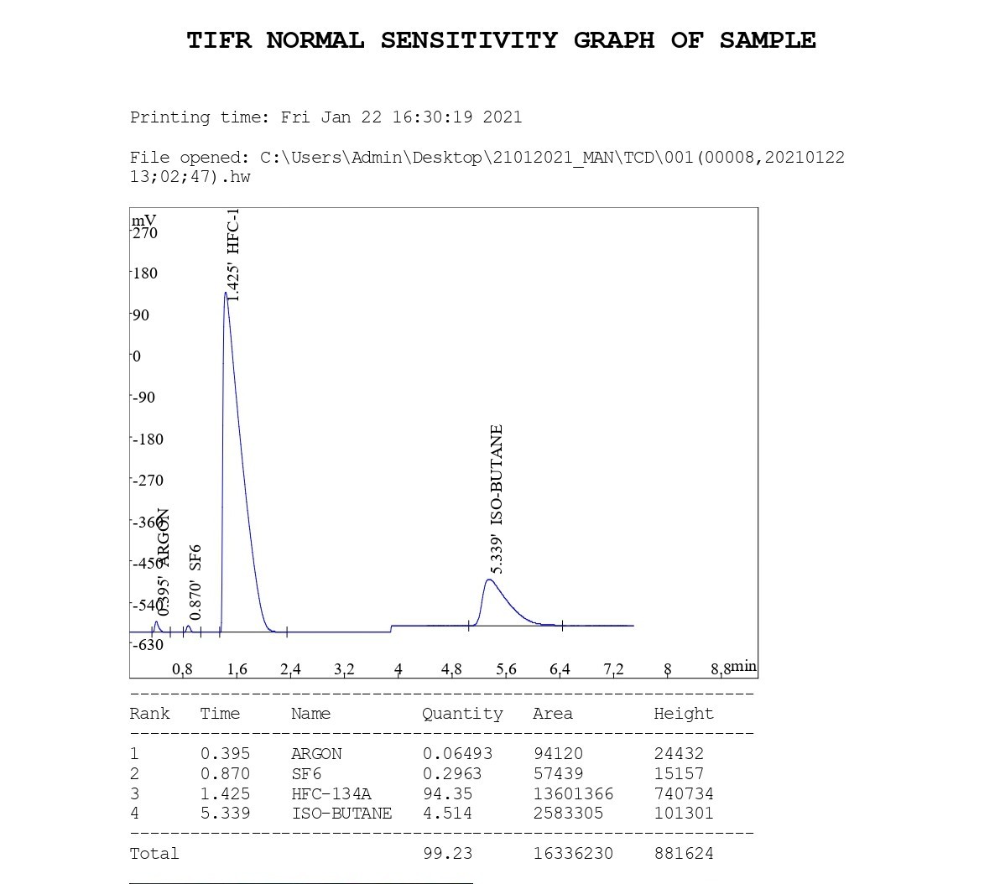 TIFR NORMAL SENSITIVITY GRAPH OF SAMPLE
Printing time: Fri Jan 22 16:30:19 2021
File opened: C:\Users\Admin\Desktop\21012021_MAN\TCD\001(00008,20210122
13;02;47).hw
mV
270
180
90
0
-90
-180
-270
-360
-450
-540
-630
0.395' ARGON
0.870' SF6
1.425' HFC-1
5.339' ISO-BUTANE
0,8 1,6 2,4 3,2 4 4,8 5,6 6,4 7,2 8 8,8 min
Rank Time Name Quantity Area Height
1 0.395 ARGON 0.06493 94120 24432
2 0.870 SF6 0.2963 57439 15157
3 1.425 HFC-134A 94.35 13601366 740734
4 5.339 ISO-BUTANE 4.514 2583305 101301
Total 99.23 16336230 881624